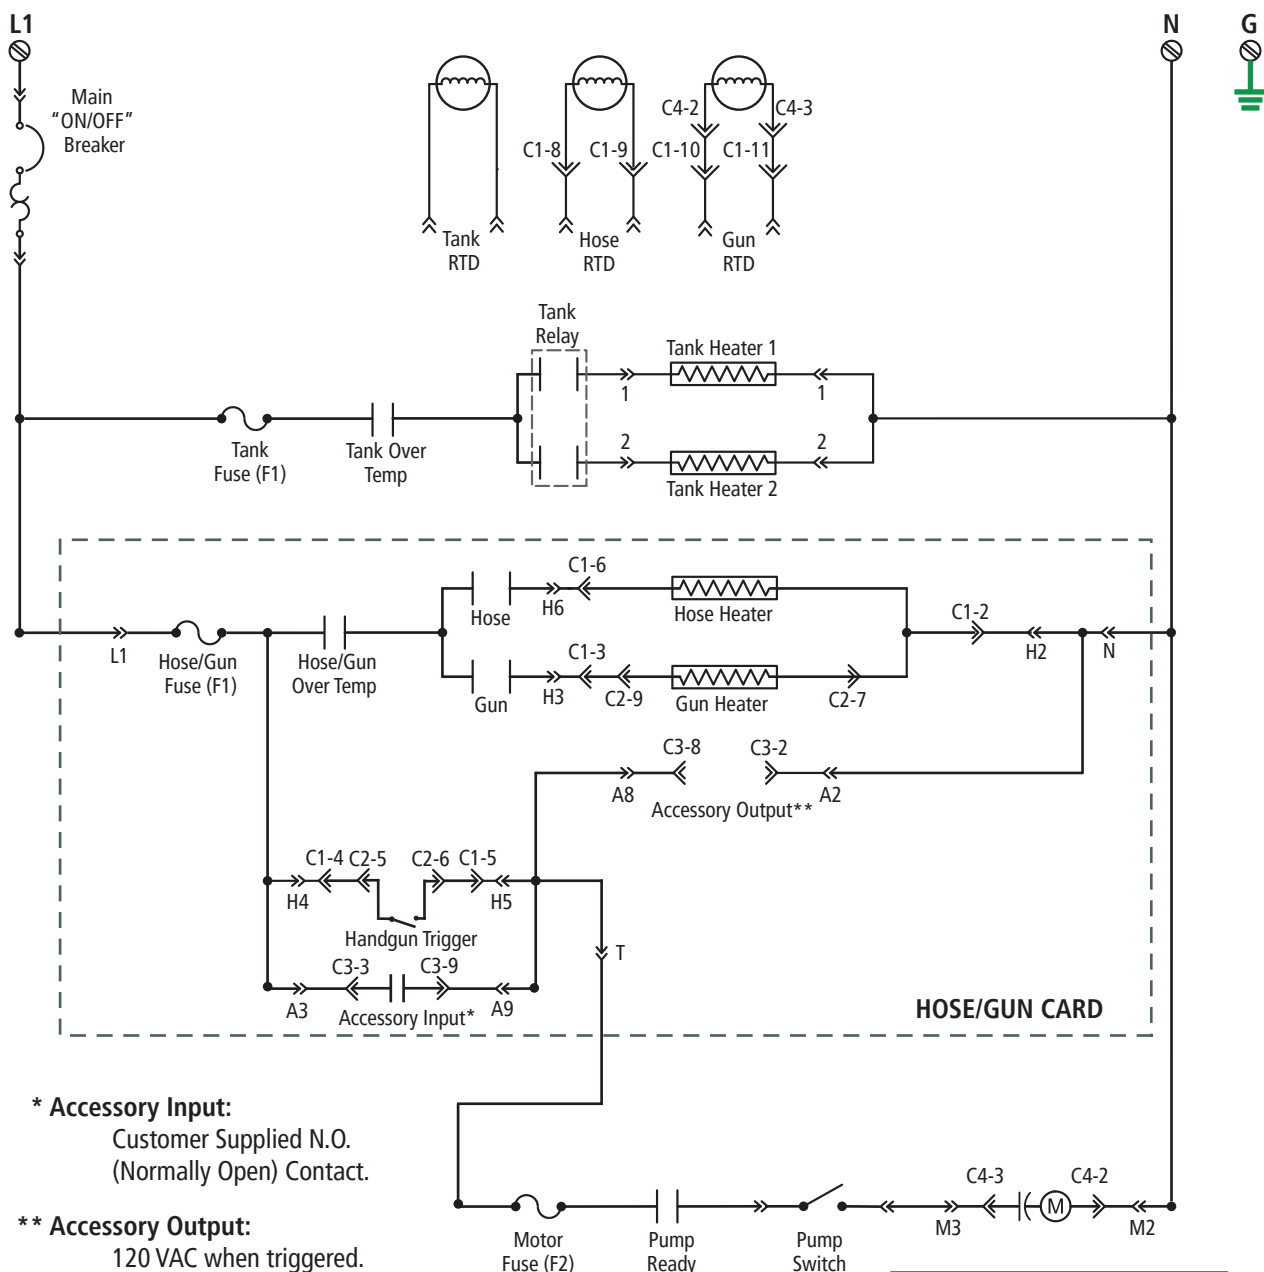 L1
N
G
Main
"ON/OFF"
Breaker
C4-2
C4-3
C1-8
C1-9
C1-10
C1-11
Tank
RTD
Hose
RTD
Gun
RTD
Tank
Relay
Tank Heater 1
1
1
Tank
Fuse (F1)
Tank Over
Temp
2
2
Tank Heater 2
C1-6
Hose
H6
Hose Heater
C1-2
L1
Hose/Gun
Fuse (F1)
Hose/Gun
Over Temp
C1-3
H2
N
Gun
H3
C2-9
Gun Heater
C2-7
C3-8
C3-2
A8
Accessory Output**
A2
C1-4
C2-5
C2-6
C1-5
H4
H5
Handgun Trigger
T
C3-3
C3-9
A3
Accessory Input*
A9
HOSE/GUN CARD
* Accessory Input:
Customer Supplied N.O.
(Normally Open) Contact.
** Accessory Output:
120 VAC when triggered.
C4-3
C4-2
M
M3
M2
Motor
Fuse (F2)
Pump
Ready
Pump
Switch